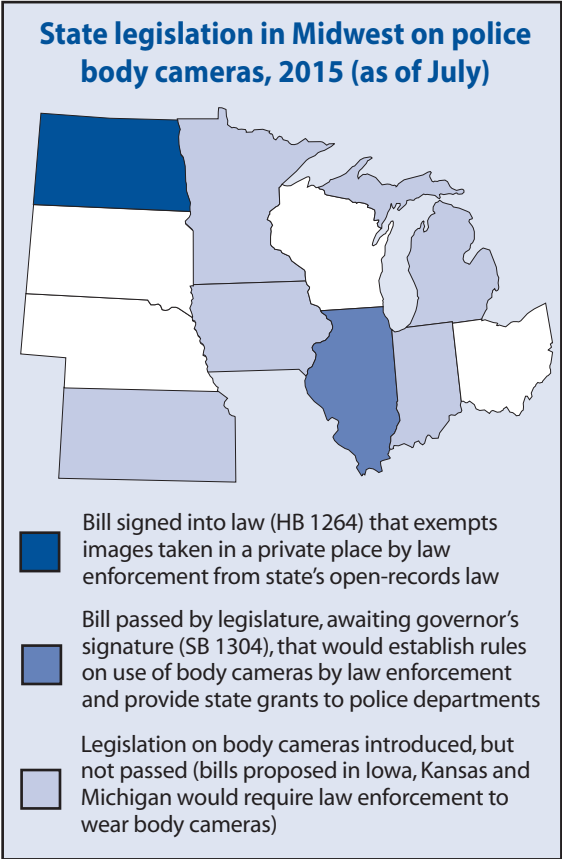 State legislation in Midwest on police
body cameras, 2015 (as of July)
Bill signed into law (HB 1264) that exempts
images taken in a private place by law
enforcement from state’s open-records law
Bill passed by legislature, awaiting governor’s
signature (SB 1304), that would establish rules
on use of body cameras by law enforcement
and provide state grants to police departments
Legislation on body cameras introduced, but
not passed (bills proposed in Iowa, Kansas and
Michigan would require law enforcement to
wear body cameras)